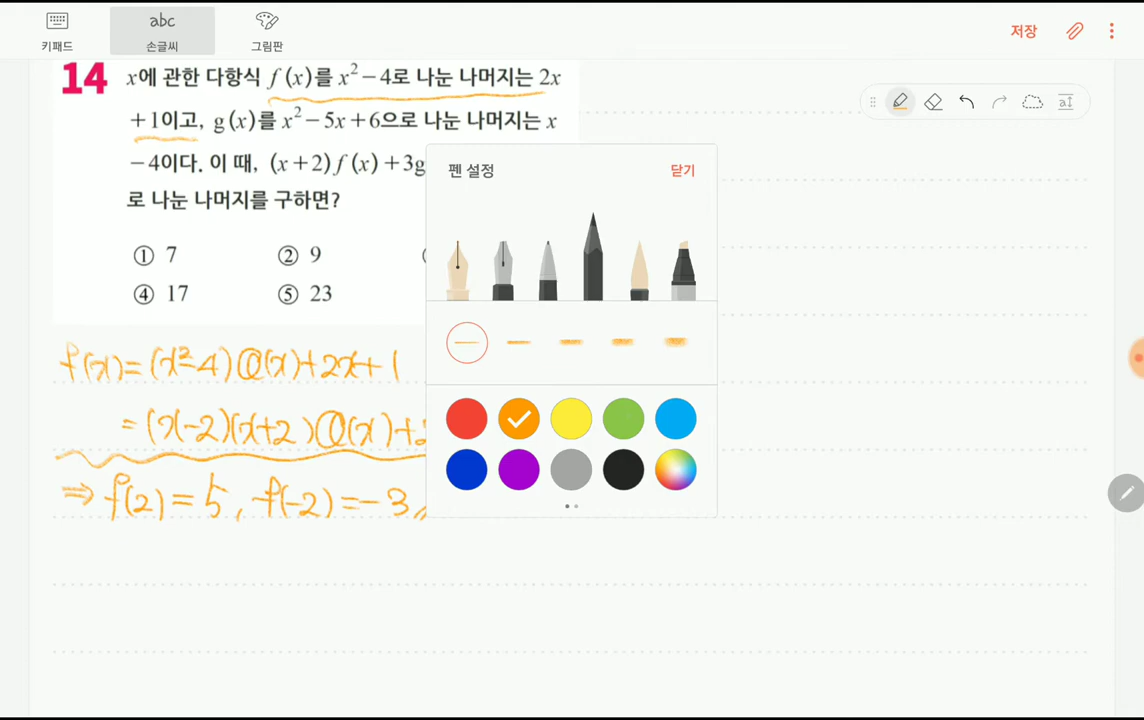 키패드
abc
손글씨
그림판
저장
14 x에 관한 다항식 f(x)를 x²-4로 나눈 나머지는 2x
+1이고, g(x)를 x²-5x+6으로 나눈 나머지는 x
-4이다. 이 때, (x+2)f(x)+3g
로 나눈 나머지를 구하면?
① 7 ② 9
④ 17 ⑤ 23
펜 설정 닫기
f(x)=(x²-4)Q(x)+2x+1
=(x-2)(x+2)Q(x)+
⇒ f(2)=5, f(-2)=-3